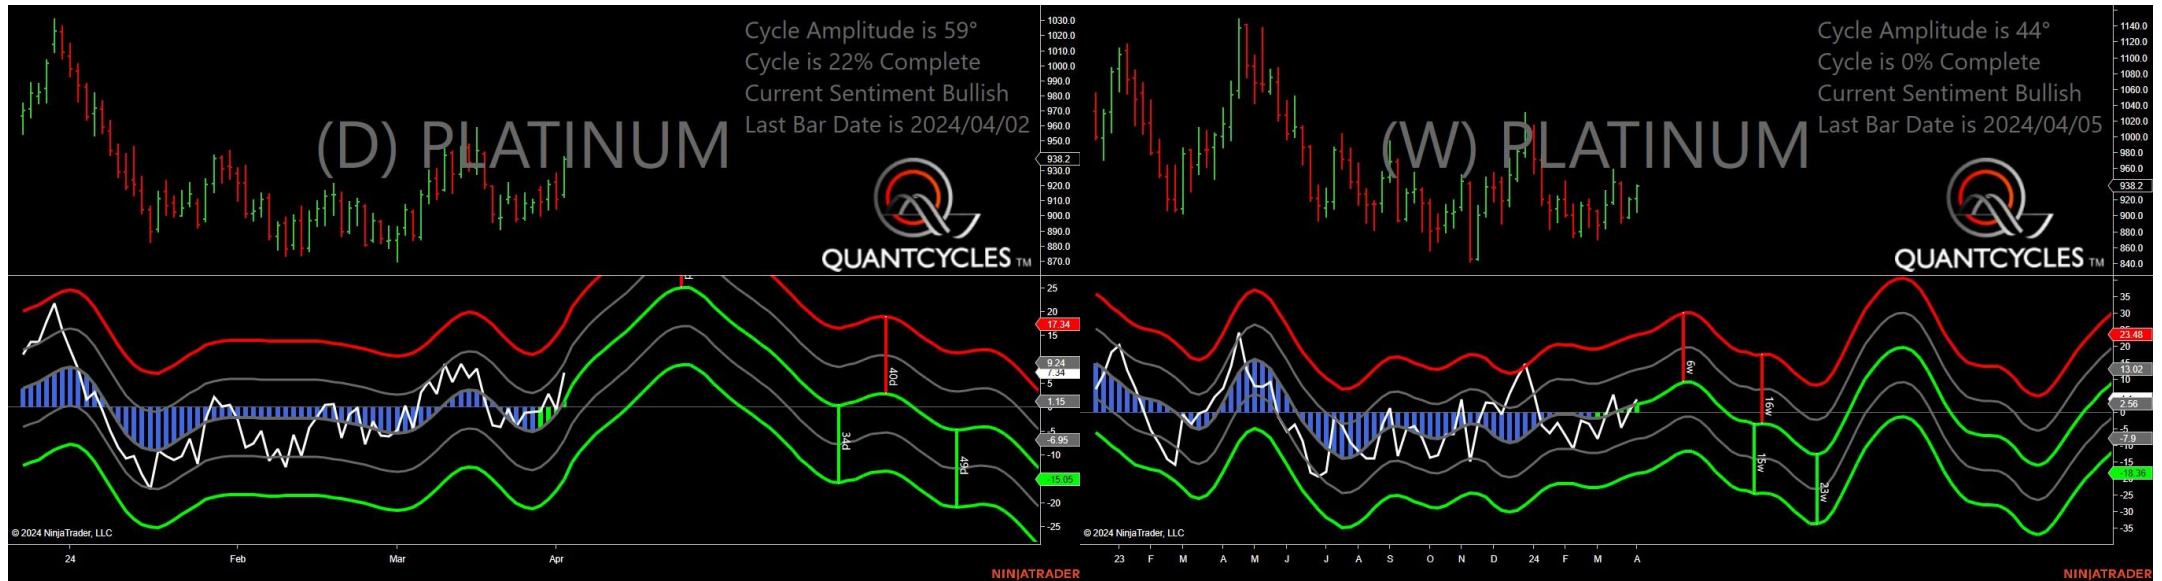 Cycle Amplitude is 59°
Cycle is 22% Complete
Current Sentiment Bullish
Last Bar Date is 2024/04/02
(D) PLATINUM
QUANTCYCLES TM
1030.0
1020.0
1010.0
1000.0
990.0
980.0
970.0
960.0
950.0
938.2
930.0
920.0
910.0
900.0
890.0
880.0
870.0
25
20
17.34
15
9.24
7.34
5
1.15
-5
-6.95
-10
-15.05
-20
-25
34d
40d
49d
© 2024 NinjaTrader, LLC
24 Feb Mar Apr
NINJATRADER
Cycle Amplitude is 44°
Cycle is 0% Complete
Current Sentiment Bullish
Last Bar Date is 2024/04/05
(W) PLATINUM
QUANTCYCLES TM
1140.0
1120.0
1100.0
1080.0
1060.0
1040.0
1020.0
1000.0
980.0
960.0
938.2
920.0
900.0
880.0
860.0
840.0
35
30
23.48
20
13.02
10
2.56
0
-5
-7.9
-15
-18.36
-25
-30
-35
6w
16w
15w
23w
© 2024 NinjaTrader, LLC
23 F M A M J J A S O N D 24 F M A
NINJATRADER